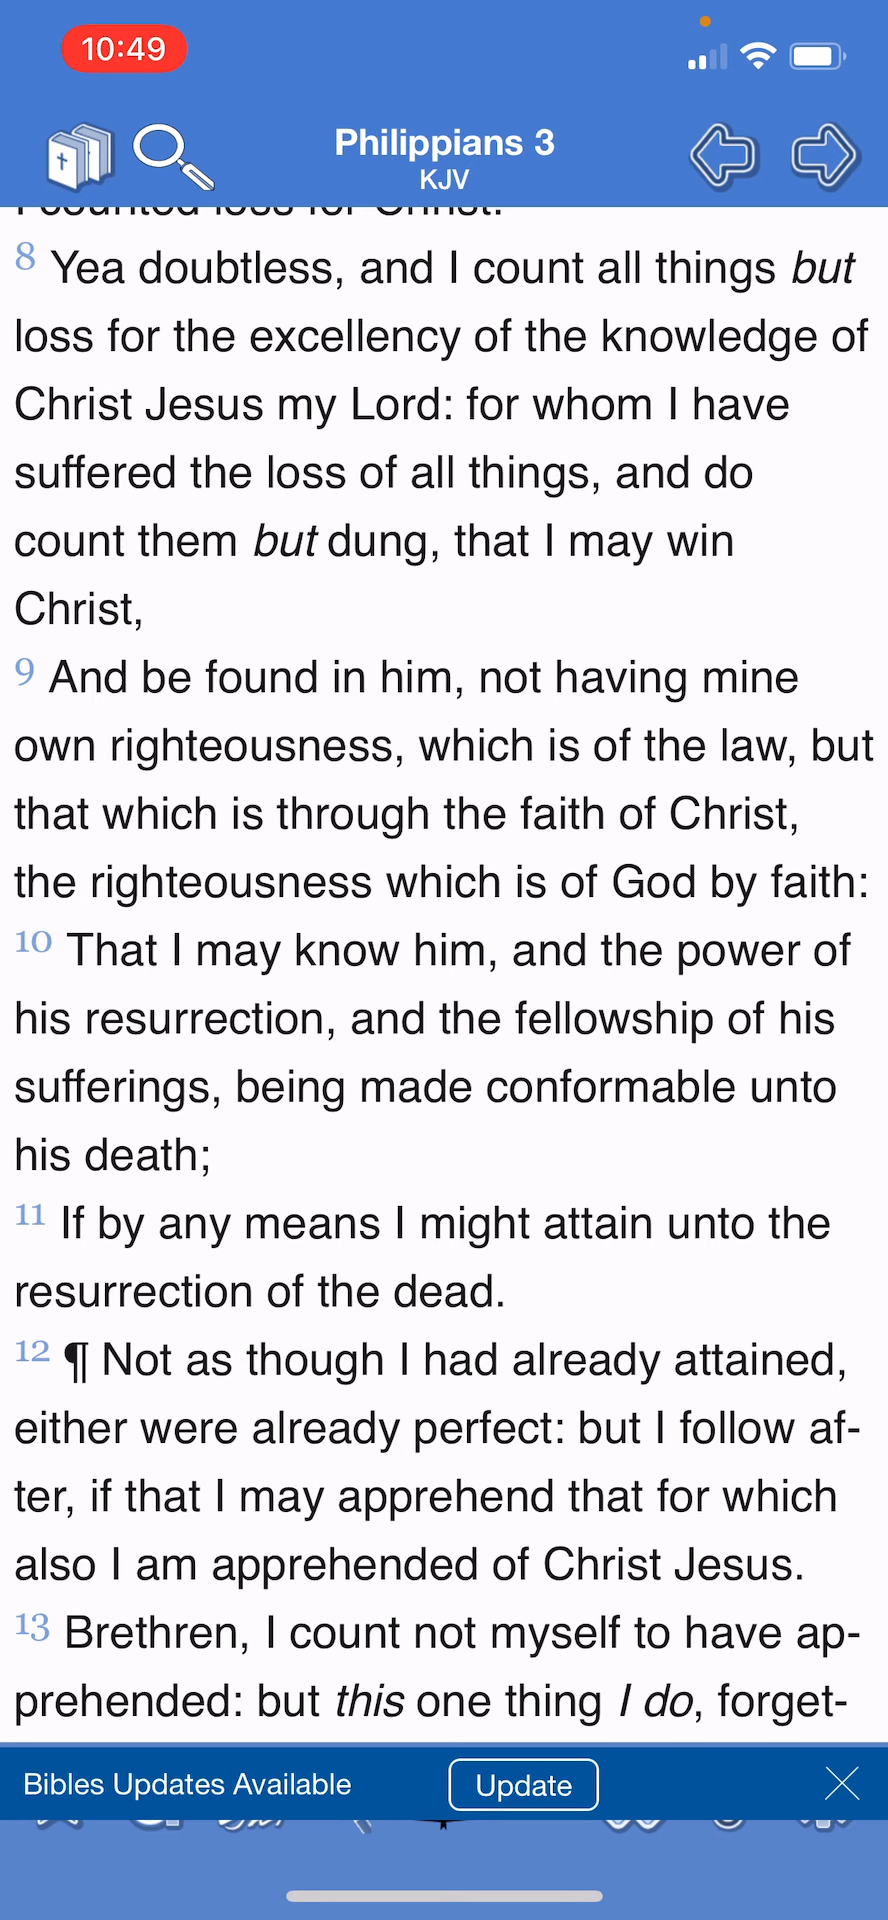 10:49
Philippians 3
KJV
I counted loss for Christ.
8 Yea doubtless, and I count all things but
loss for the excellency of the knowledge of
Christ Jesus my Lord: for whom I have
suffered the loss of all things, and do
count them but dung, that I may win
Christ,
9 And be found in him, not having mine
own righteousness, which is of the law, but
that which is through the faith of Christ,
the righteousness which is of God by faith:
10 That I may know him, and the power of
his resurrection, and the fellowship of his
sufferings, being made conformable unto
his death;
11 If by any means I might attain unto the
resurrection of the dead.
12 ¶ Not as though I had already attained,
either were already perfect: but I follow af-
ter, if that I may apprehend that for which
also I am apprehended of Christ Jesus.
13 Brethren, I count not myself to have ap-
prehended: but this one thing I do, forget-
Bibles Updates Available
Update